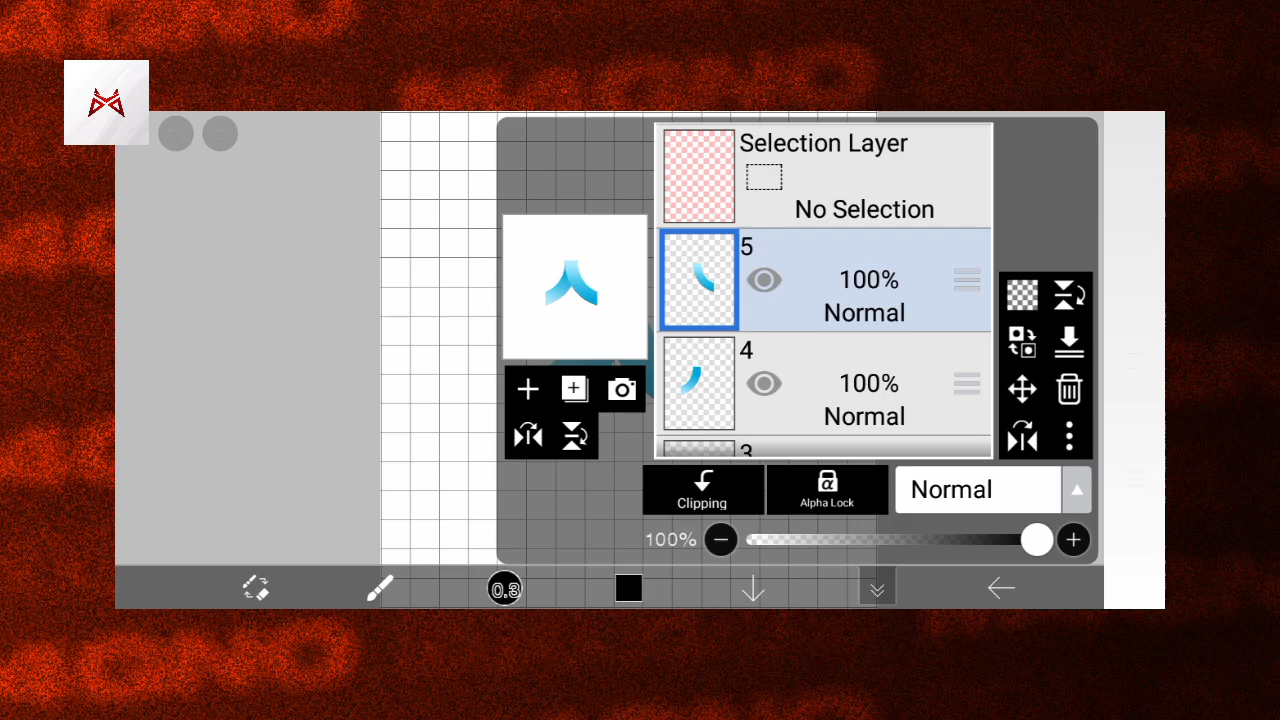 Selection Layer
No Selection
5
100%
Normal
4
100%
Normal
3
Clipping
α
Alpha Lock
Normal
100%
0.3